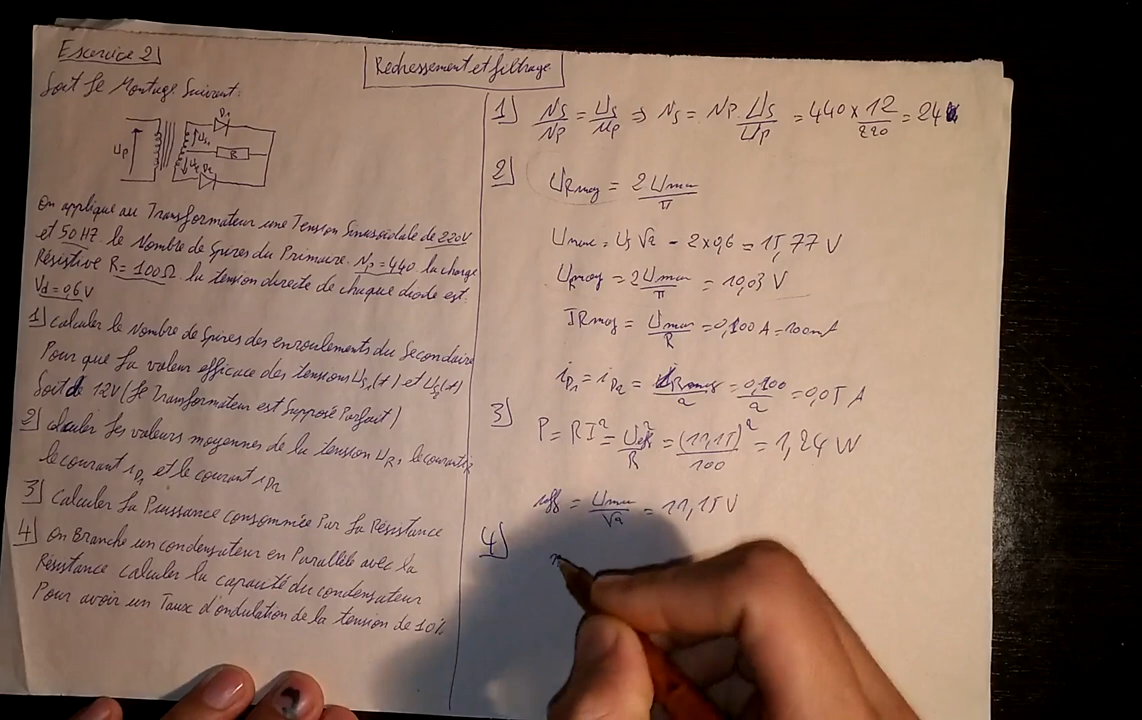 Redressement et filtrage
Exercice 2
Soit le Montage Suivant:
Up
Us1
D1
R
Us2
D2
On applique au Transformateur une Tension Sinusoïdale de 220V
et 50 HZ. le Nombre de Spires du Primaire. Np = 440 la charge
Résistive R = 100Ω la tension directe de chaque diode est:
Vd = 0,6 V
1) Calculer le Nombre de Spires des enroulements du Secondaire
Pour que la valeur efficace des tensions Us1(t) et Us2(t)
Soit de 12V (le Transformateur est Supposé Parfait)
2) Calculer les valeurs moyennes de la tension UR, le courant iR
le courant iD1 et le courant iD2
3) Calculer la Puissance consommée Par la Résistance
4) On Branche un condensateur en Parallèle avec la
Résistance calculer la capacité du condensateur
Pour avoir un Taux d'ondulation de la tension de 10%
1) Ns/Np = Us/Up ⇒ Ns = Np Us/Up = 440 × 12/220 = 24
2) URmoy = 2Umax/π
Umax = Us√2 - 2×0,6 = 15,77 V
URmoy = 2Umax/π = 10,03 V
IRmoy = Umax/R = 0,100 A = 100mA
iD1 = iD2 = IRmoy/2 = 0,100/2 = 0,05 A
3) P = RI² = U²eff/R = (11,15)²/100 = 1,24 W
Ueff = Umax/√2 = 11,15 V
4)